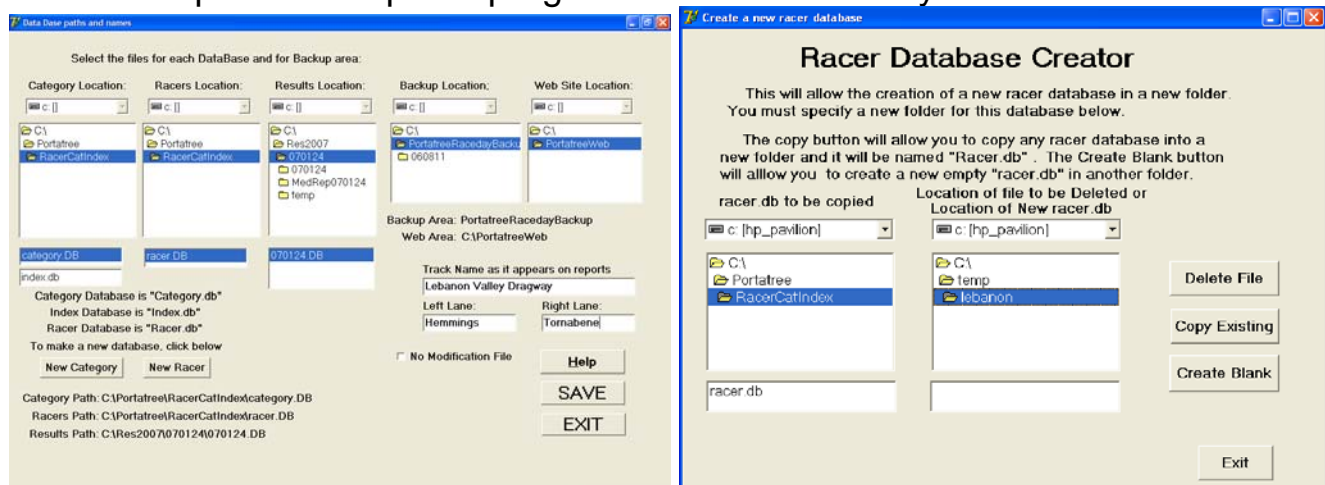 Data Base paths and names
Select the files for each DataBase and for Backup area:
Category Location:
Racers Location:
Results Location:
Backup Location;
Web Site Location:
c: []
c: []
c: []
c: []
c: []
C:\
Portatree
RacerCatIndex
C:\
Portatree
RacerCatIndex
C:\
Res2007
070124
070124
MedRep070124
temp
C:\
PortatreeRacedayBacku
060811
C:\
PortatreeWeb
Backup Area: PortatreeRacedayBackup
Web Area: C:\PortatreeWeb
category.DB
racer.DB
070124.DB
index.db
Category Database is "Category.db"
Index Database is "Index.db"
Racer Database is "Racer.db"
To make a new database, click below
New Category
New Racer
Track Name as it appears on reports
Lebanon Valley Dragway
Left Lane:
Right Lane:
Hemmings
Tornabene
No Modification File
Help
SAVE
EXIT
Category Path: C:\Portatree\RacerCatIndex\category.DB
Racers Path: C:\Portatree\RacerCatIndex\racer.DB
Results Path: C:\Res2007\070124\070124.DB
Create a new racer database
Racer Database Creator
This will allow the creation of a new racer database in a new folder.
You must specify a new folder for this database below.
The copy button will allow you to copy any racer database into a
new folder and it will be named "Racer.db" . The Create Blank button
will alllow you to create a new empty "racer.db" in another folder.
racer.db to be copied
Location of file to be Deleted or
Location of New racer.db
c: [hp_pavilion]
c: [hp_pavilion]
C:\
Portatree
RacerCatIndex
C:\
temp
lebanon
racer.db
Delete File
Copy Existing
Create Blank
Exit